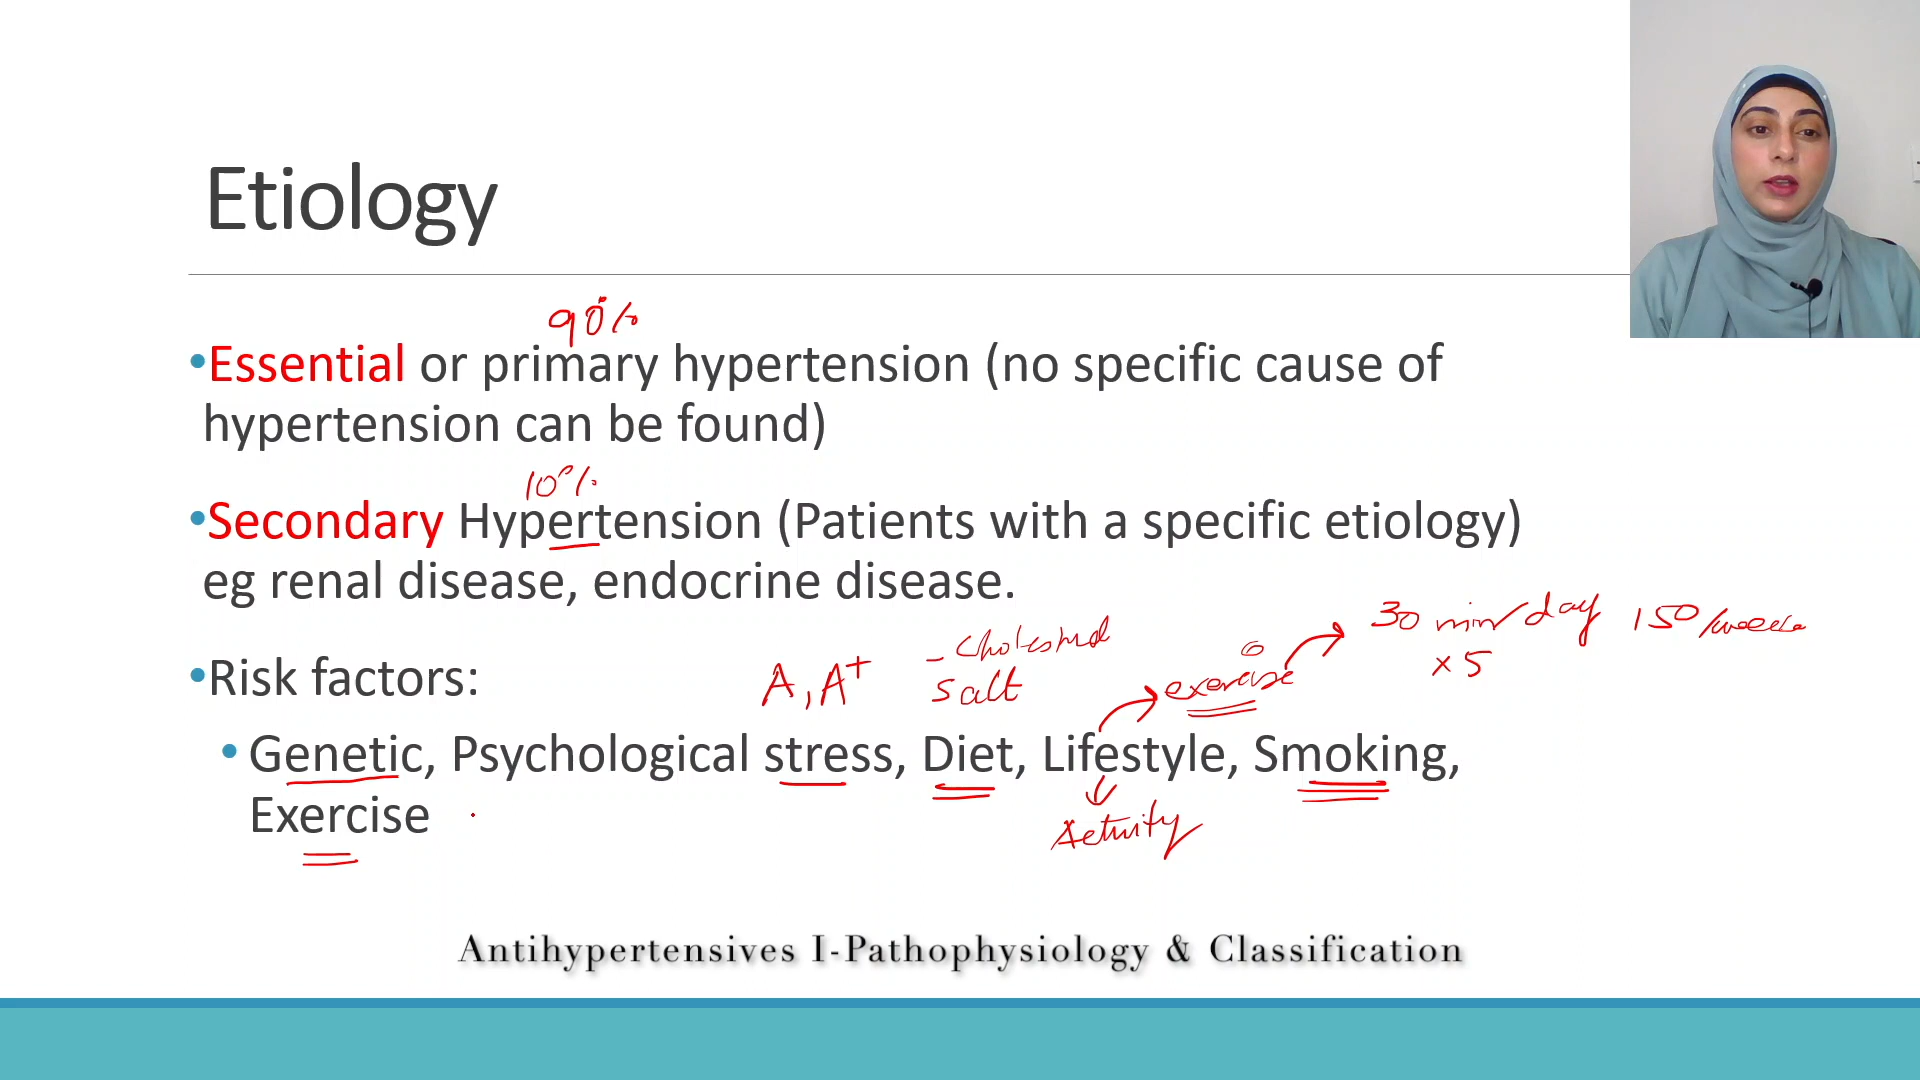 Etiology
90%
•Essential or primary hypertension (no specific cause of
hypertension can be found)
10%
•Secondary Hypertension (Patients with a specific etiology)
eg renal disease, endocrine disease.
30 min/day 150/week
x 5
- cholesterol
•Risk factors:
A, A+
salt
exercise
• Genetic, Psychological stress, Diet, Lifestyle, Smoking,
Exercise
Activity
Antihypertensives I-Pathophysiology & Classification